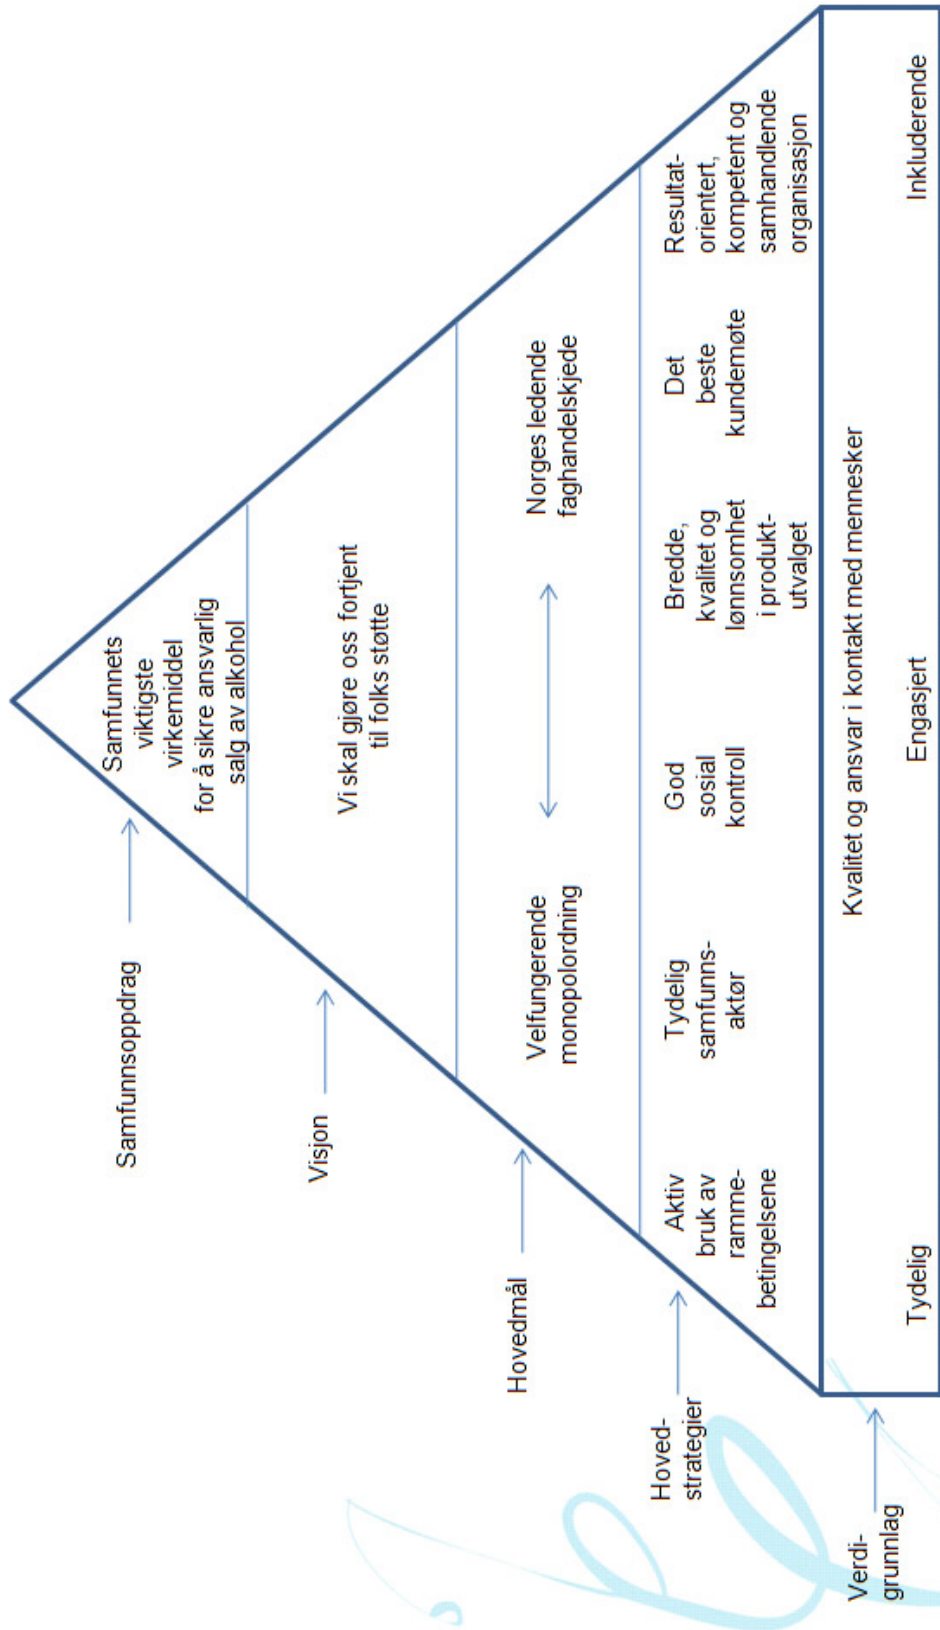 Samfunnsoppdrag
Samfunnets
viktigste
virkemiddel
for å sikre ansvarlig
salg av alkohol
Visjon
Vi skal gjøre oss fortjent
til folks støtte
Hovedmål
Velfungerende
monopolordning
Norges ledende
faghandelskjede
Hoved-
strategier
Aktiv
bruk av
ramme-
betingelsene
Tydelig
samfunns-
aktør
God
sosial
kontroll
Bredde,
kvalitet og
lønnsomhet
i produkt-
utvalget
Det
beste
kundemøte
Resultat-
orientert,
kompetent og
samhandlende
organisasjon
Verdi-
grunnlag
Kvalitet og ansvar i kontakt med mennesker
Tydelig
Engasjert
Inkluderende